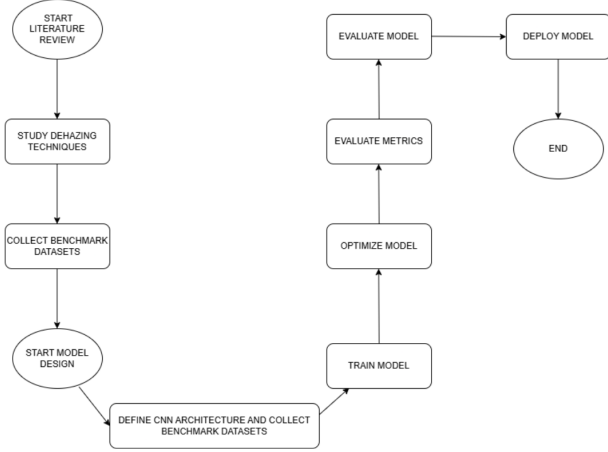 START
LITERATURE
REVIEW
STUDY DEHAZING
TECHNIQUES
COLLECT BENCHMARK
DATASETS
START MODEL
DESIGN
DEFINE CNN ARCHITECTURE AND COLLECT
BENCHMARK DATASETS
TRAIN MODEL
OPTIMIZE MODEL
EVALUATE METRICS
EVALUATE MODEL
DEPLOY MODEL
END